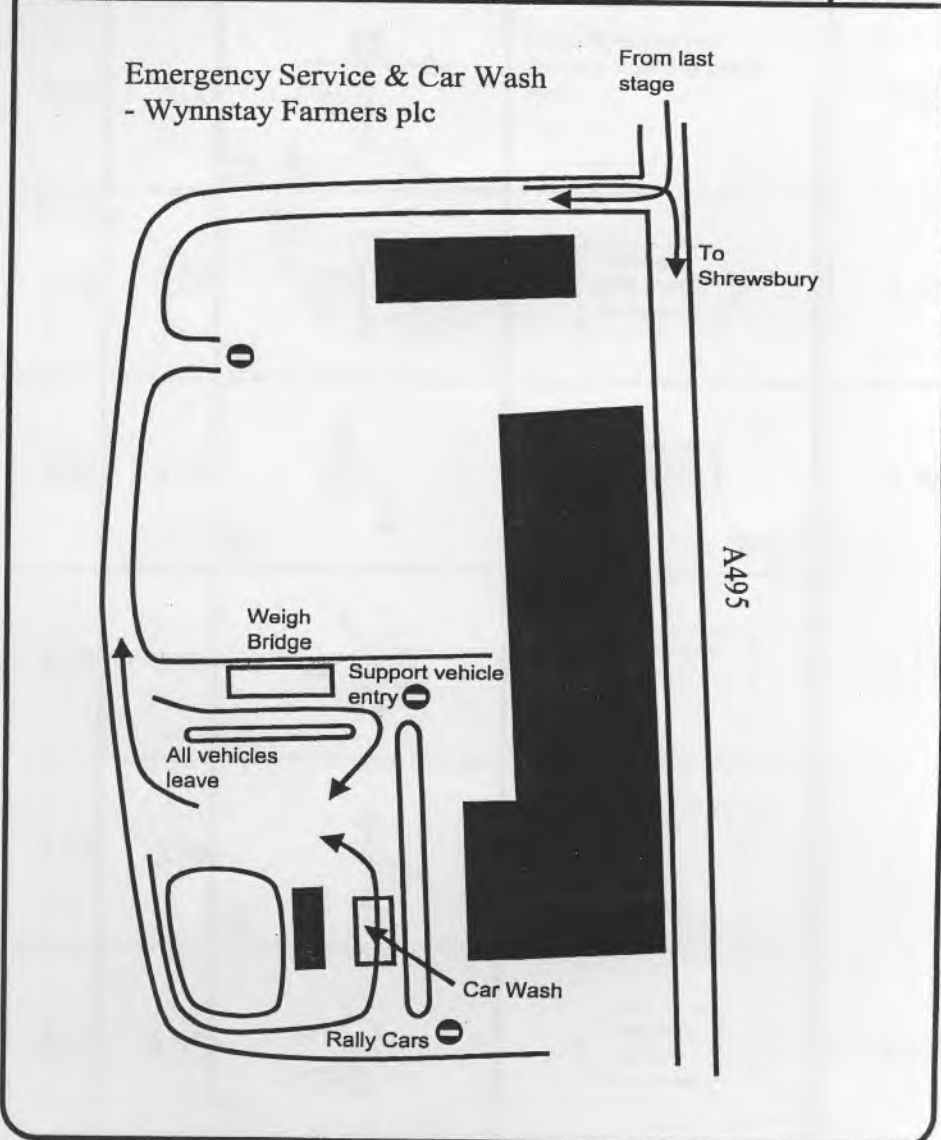 Emergency Service & Car Wash
- Wynnstay Farmers plc
From last
stage
To
Shrewsbury
A495
Weigh
Bridge
Support vehicle
entry
All vehicles
leave
Car Wash
Rally Cars